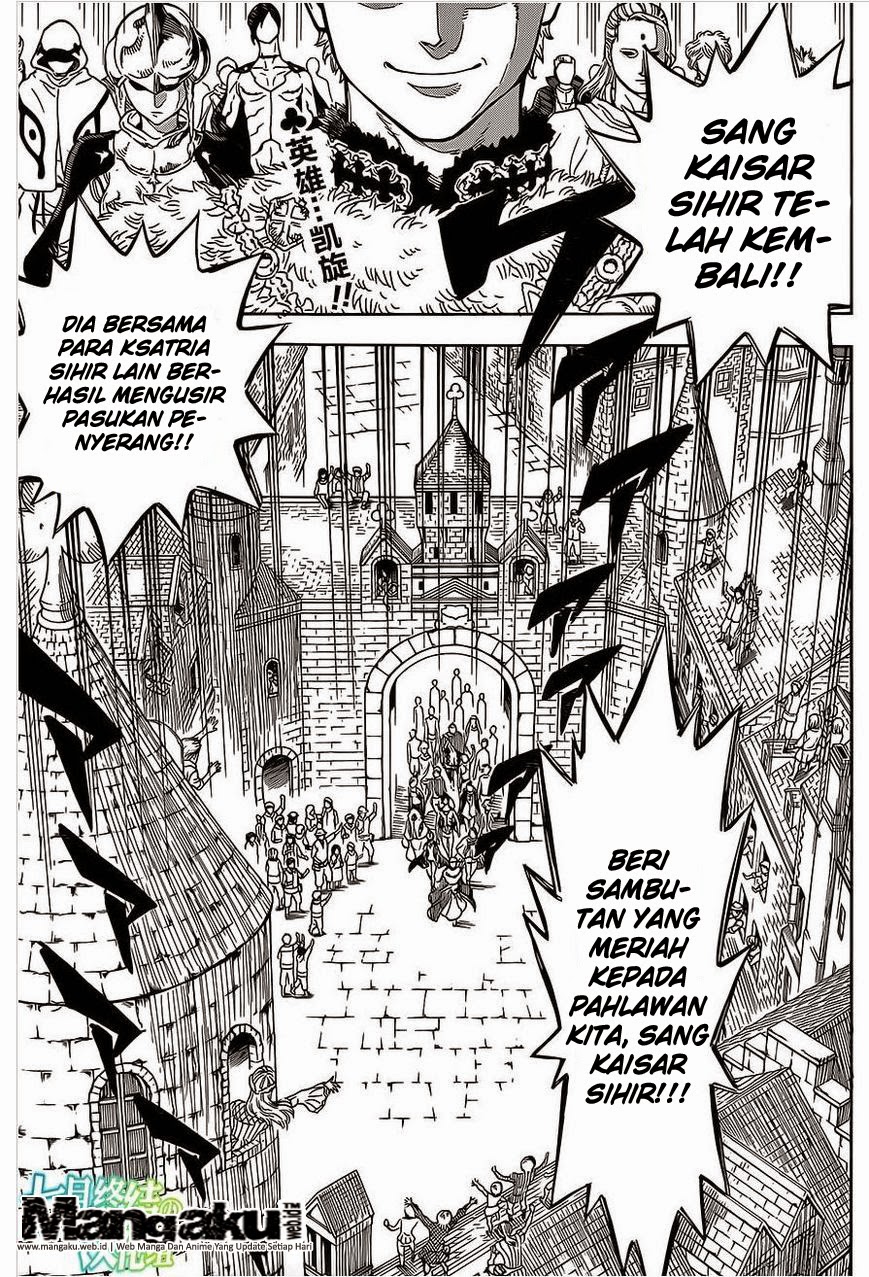 SANG
KAISAR
SIHIR TE-
LAH KEM-
BALI!!
♣英雄…凱旋!!
DIA BERSAMA
PARA KSATRIA
SIHIR LAIN BER-
HASIL MENGUSIR
PASUKAN PE-
NYERANG!!
BERI
SAMBU-
TAN YANG
MERIAH
KEPADA
PAHLAWAN
KITA, SANG
KAISAR
SIHIR!!!
Mangaku
www.mangaku.web.id | Web Manga Dan Anime Yang Update Setiap Hari